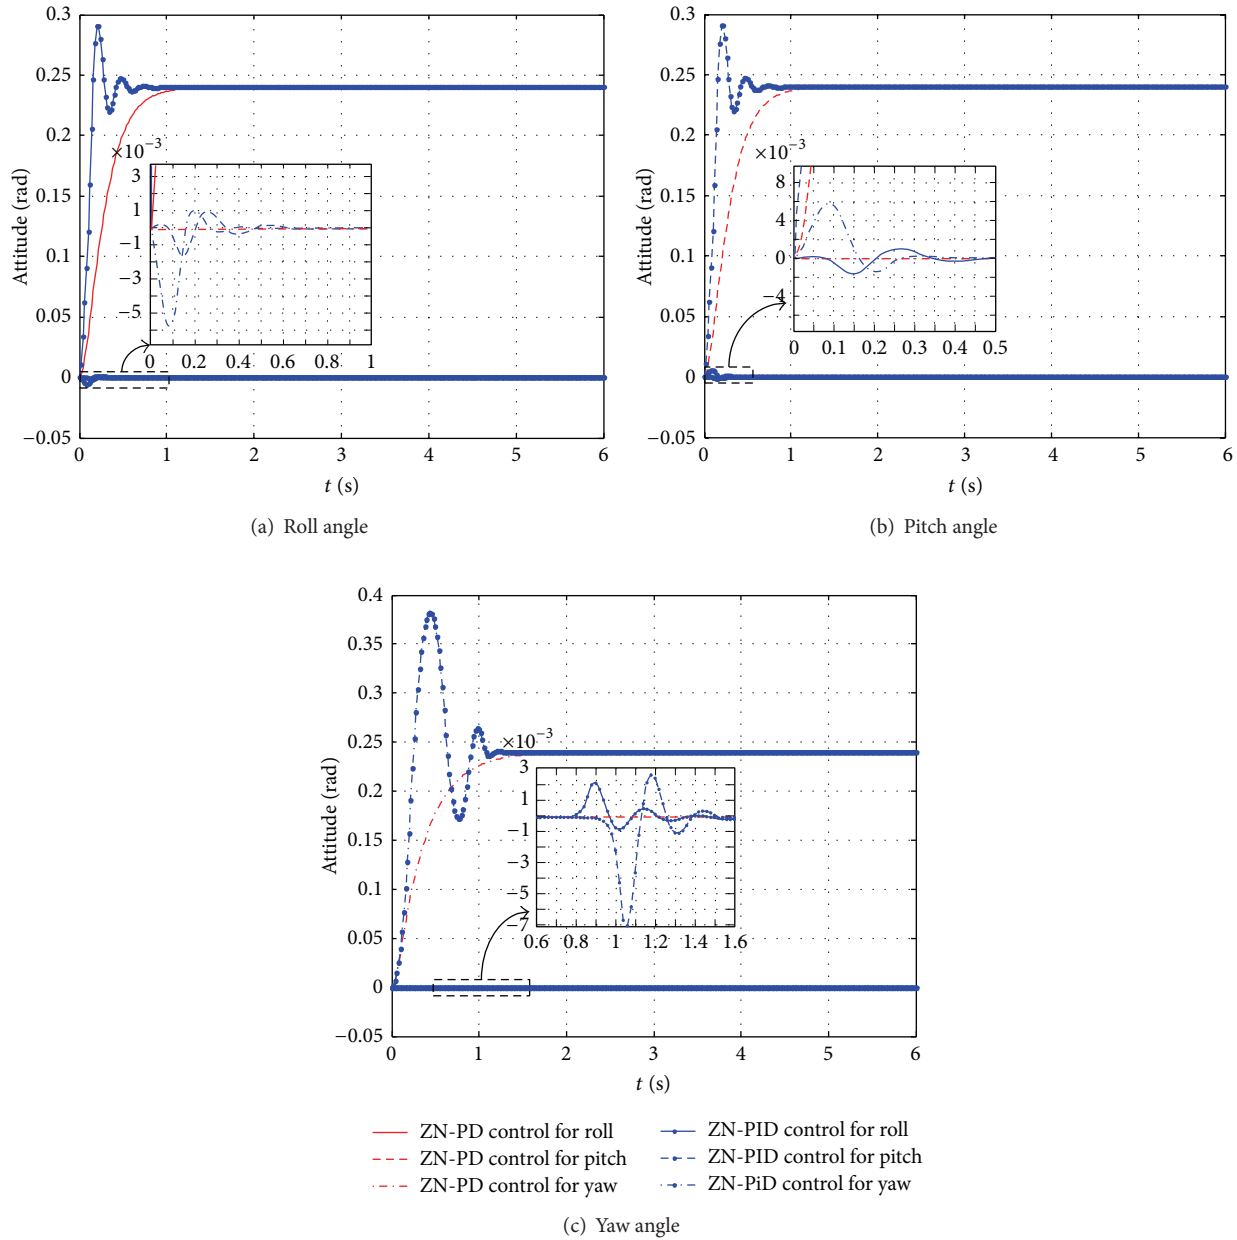 0.3
0.25
0.2
0.15
0.1
0.05
0
−0.05
Attitude (rad)
×10⁻³
3
1
−1
−3
−5
0 0.2 0.4 0.6 0.8 1
0 1 2 3 4 5 6
t (s)
(a) Roll angle
0.3
0.25
0.2
0.15
0.1
0.05
0
−0.05
Attitude (rad)
×10⁻³
8
4
0
−4
0 0.1 0.2 0.3 0.4 0.5
0 1 2 3 4 5 6
t (s)
(b) Pitch angle
0.4
0.35
0.3
0.25
0.2
0.15
0.1
0.05
0
−0.05
Attitude (rad)
×10⁻³
3
1
−1
−3
−5
−7
0.6 0.8 1 1.2 1.4 1.6
0 1 2 3 4 5 6
t (s)
ZN-PD control for roll
ZN-PD control for pitch
ZN-PD control for yaw
ZN-PID control for roll
ZN-PID control for pitch
ZN-PiD control for yaw
(c) Yaw angle